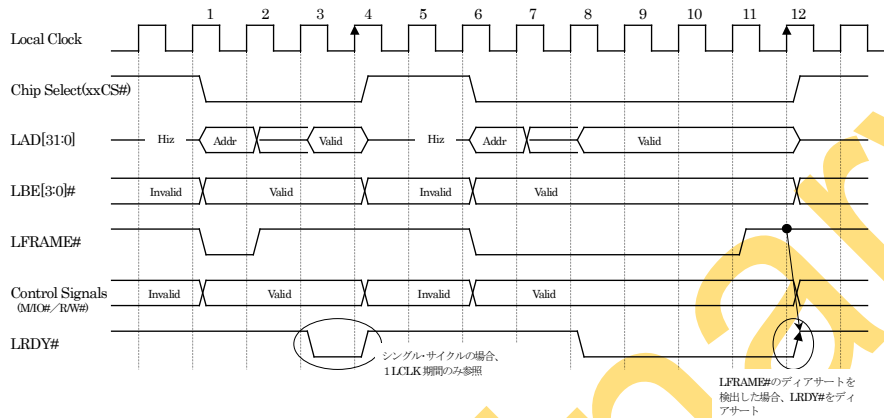 1 2 3 4 5 6 7 8 9 10 11 12
Local Clock
Chip Select(xxCS#)
LAD[31:0] Hiz Addr Valid Hiz Addr Valid
LBE[3:0]# Invalid Valid Invalid Valid
LFRAME#
Control Signals Invalid Valid Invalid Valid
(M/IO#／R/W#)
LRDY#
シングル・サイクルの場合、
１LCLK 期間のみ参照
LFRAME#のディアサートを
検出した場合、LRDY#をディ
アサート